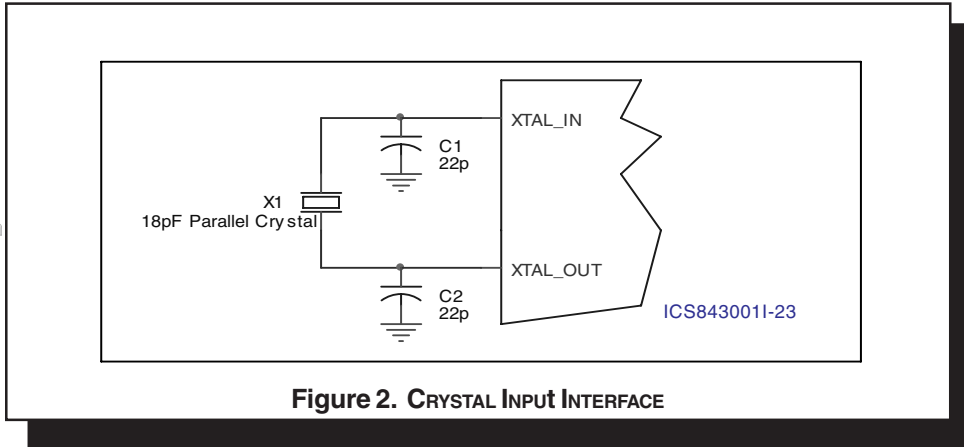 XTAL_IN
C1
22p
X1
18pF Parallel Crystal
XTAL_OUT
C2
22p
ICS843001I-23
Figure 2. CRYSTAL INPUt INTERFACE